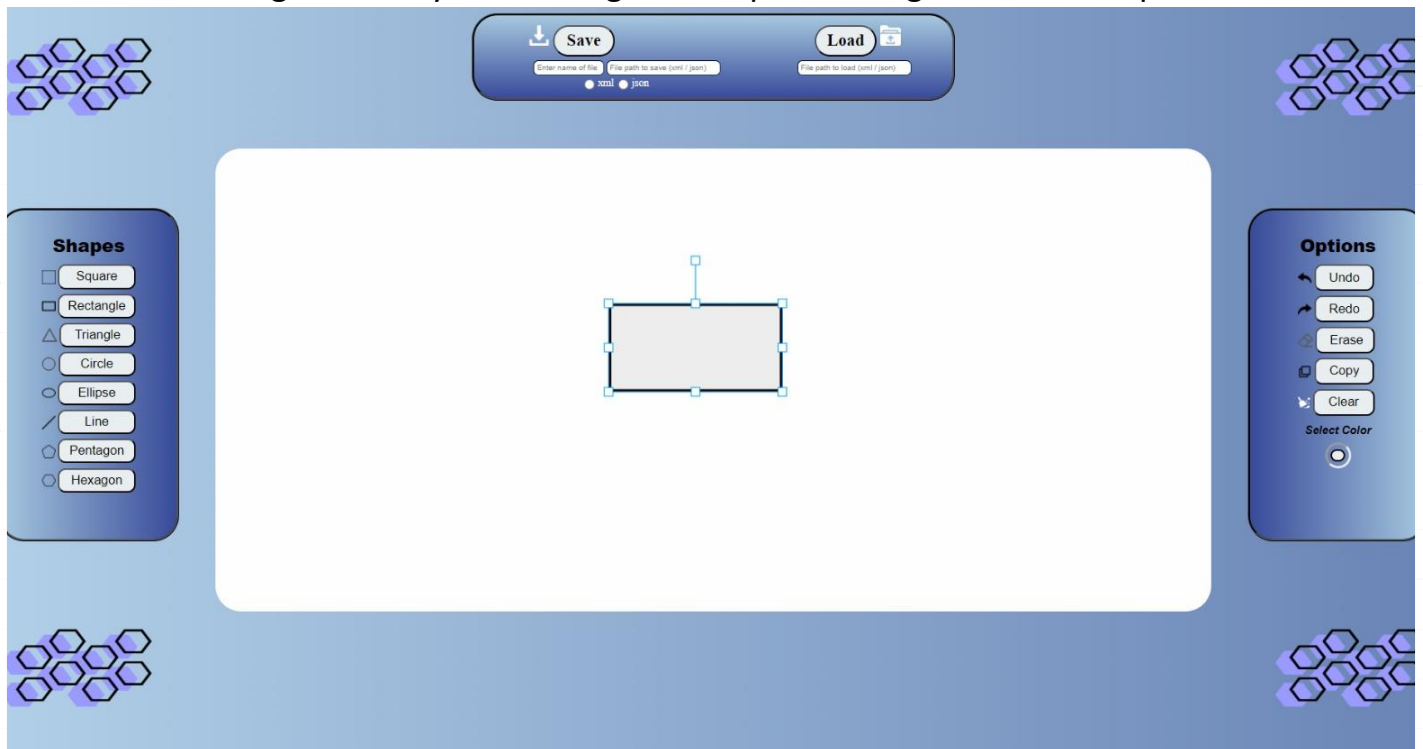 Save
Load
Enter name of file
File path to save (xml / json)
File path to load (xml / json)
xml
json
Shapes
Square
Rectangle
Triangle
Circle
Ellipse
Line
Pentagon
Hexagon
Options
Undo
Redo
Erase
Copy
Clear
Select Color